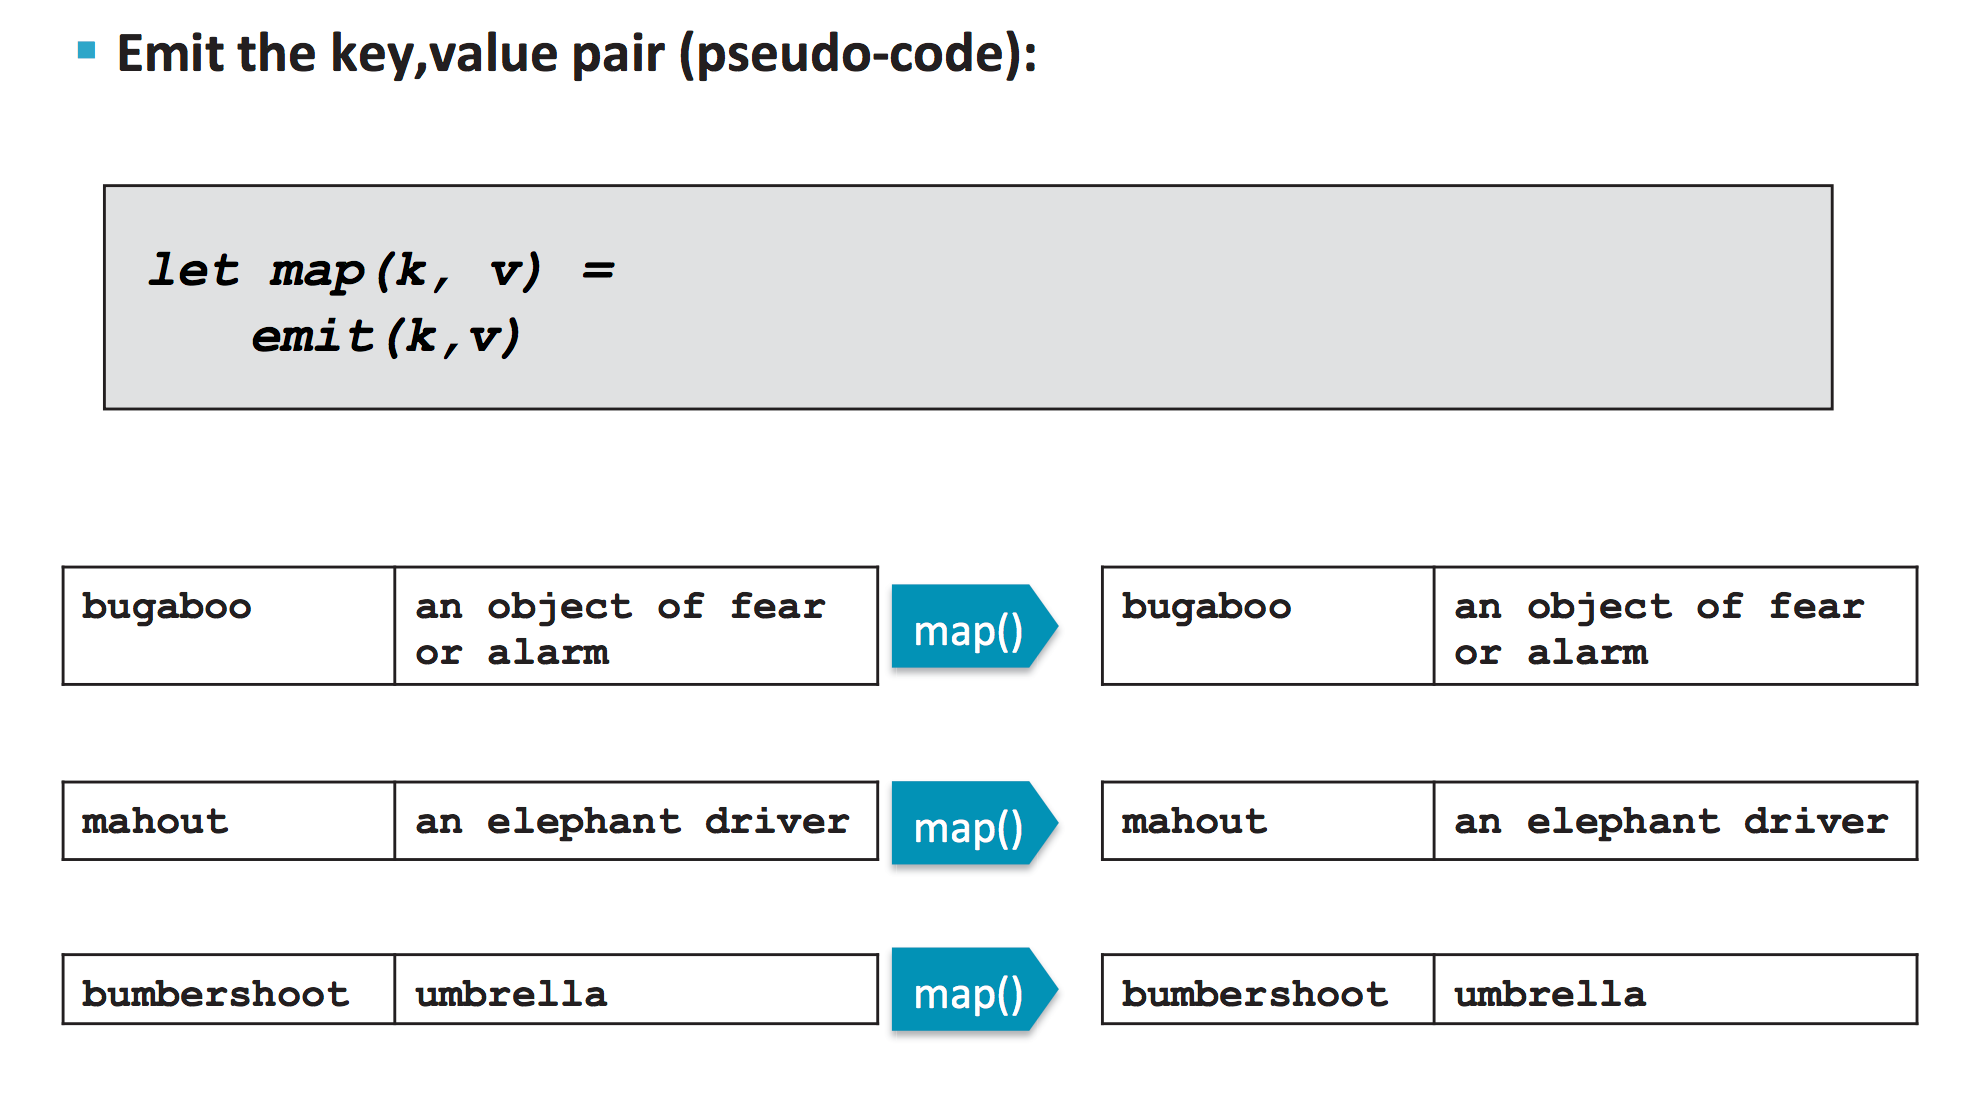 Emit the key,value pair (pseudo-code):
let map(k, v) =
emit(k,v)
bugaboo
an object of fear
or alarm
map()
bugaboo
an object of fear
or alarm
mahout
an elephant driver
map()
mahout
an elephant driver
bumbershoot
umbrella
map()
bumbershoot
umbrella